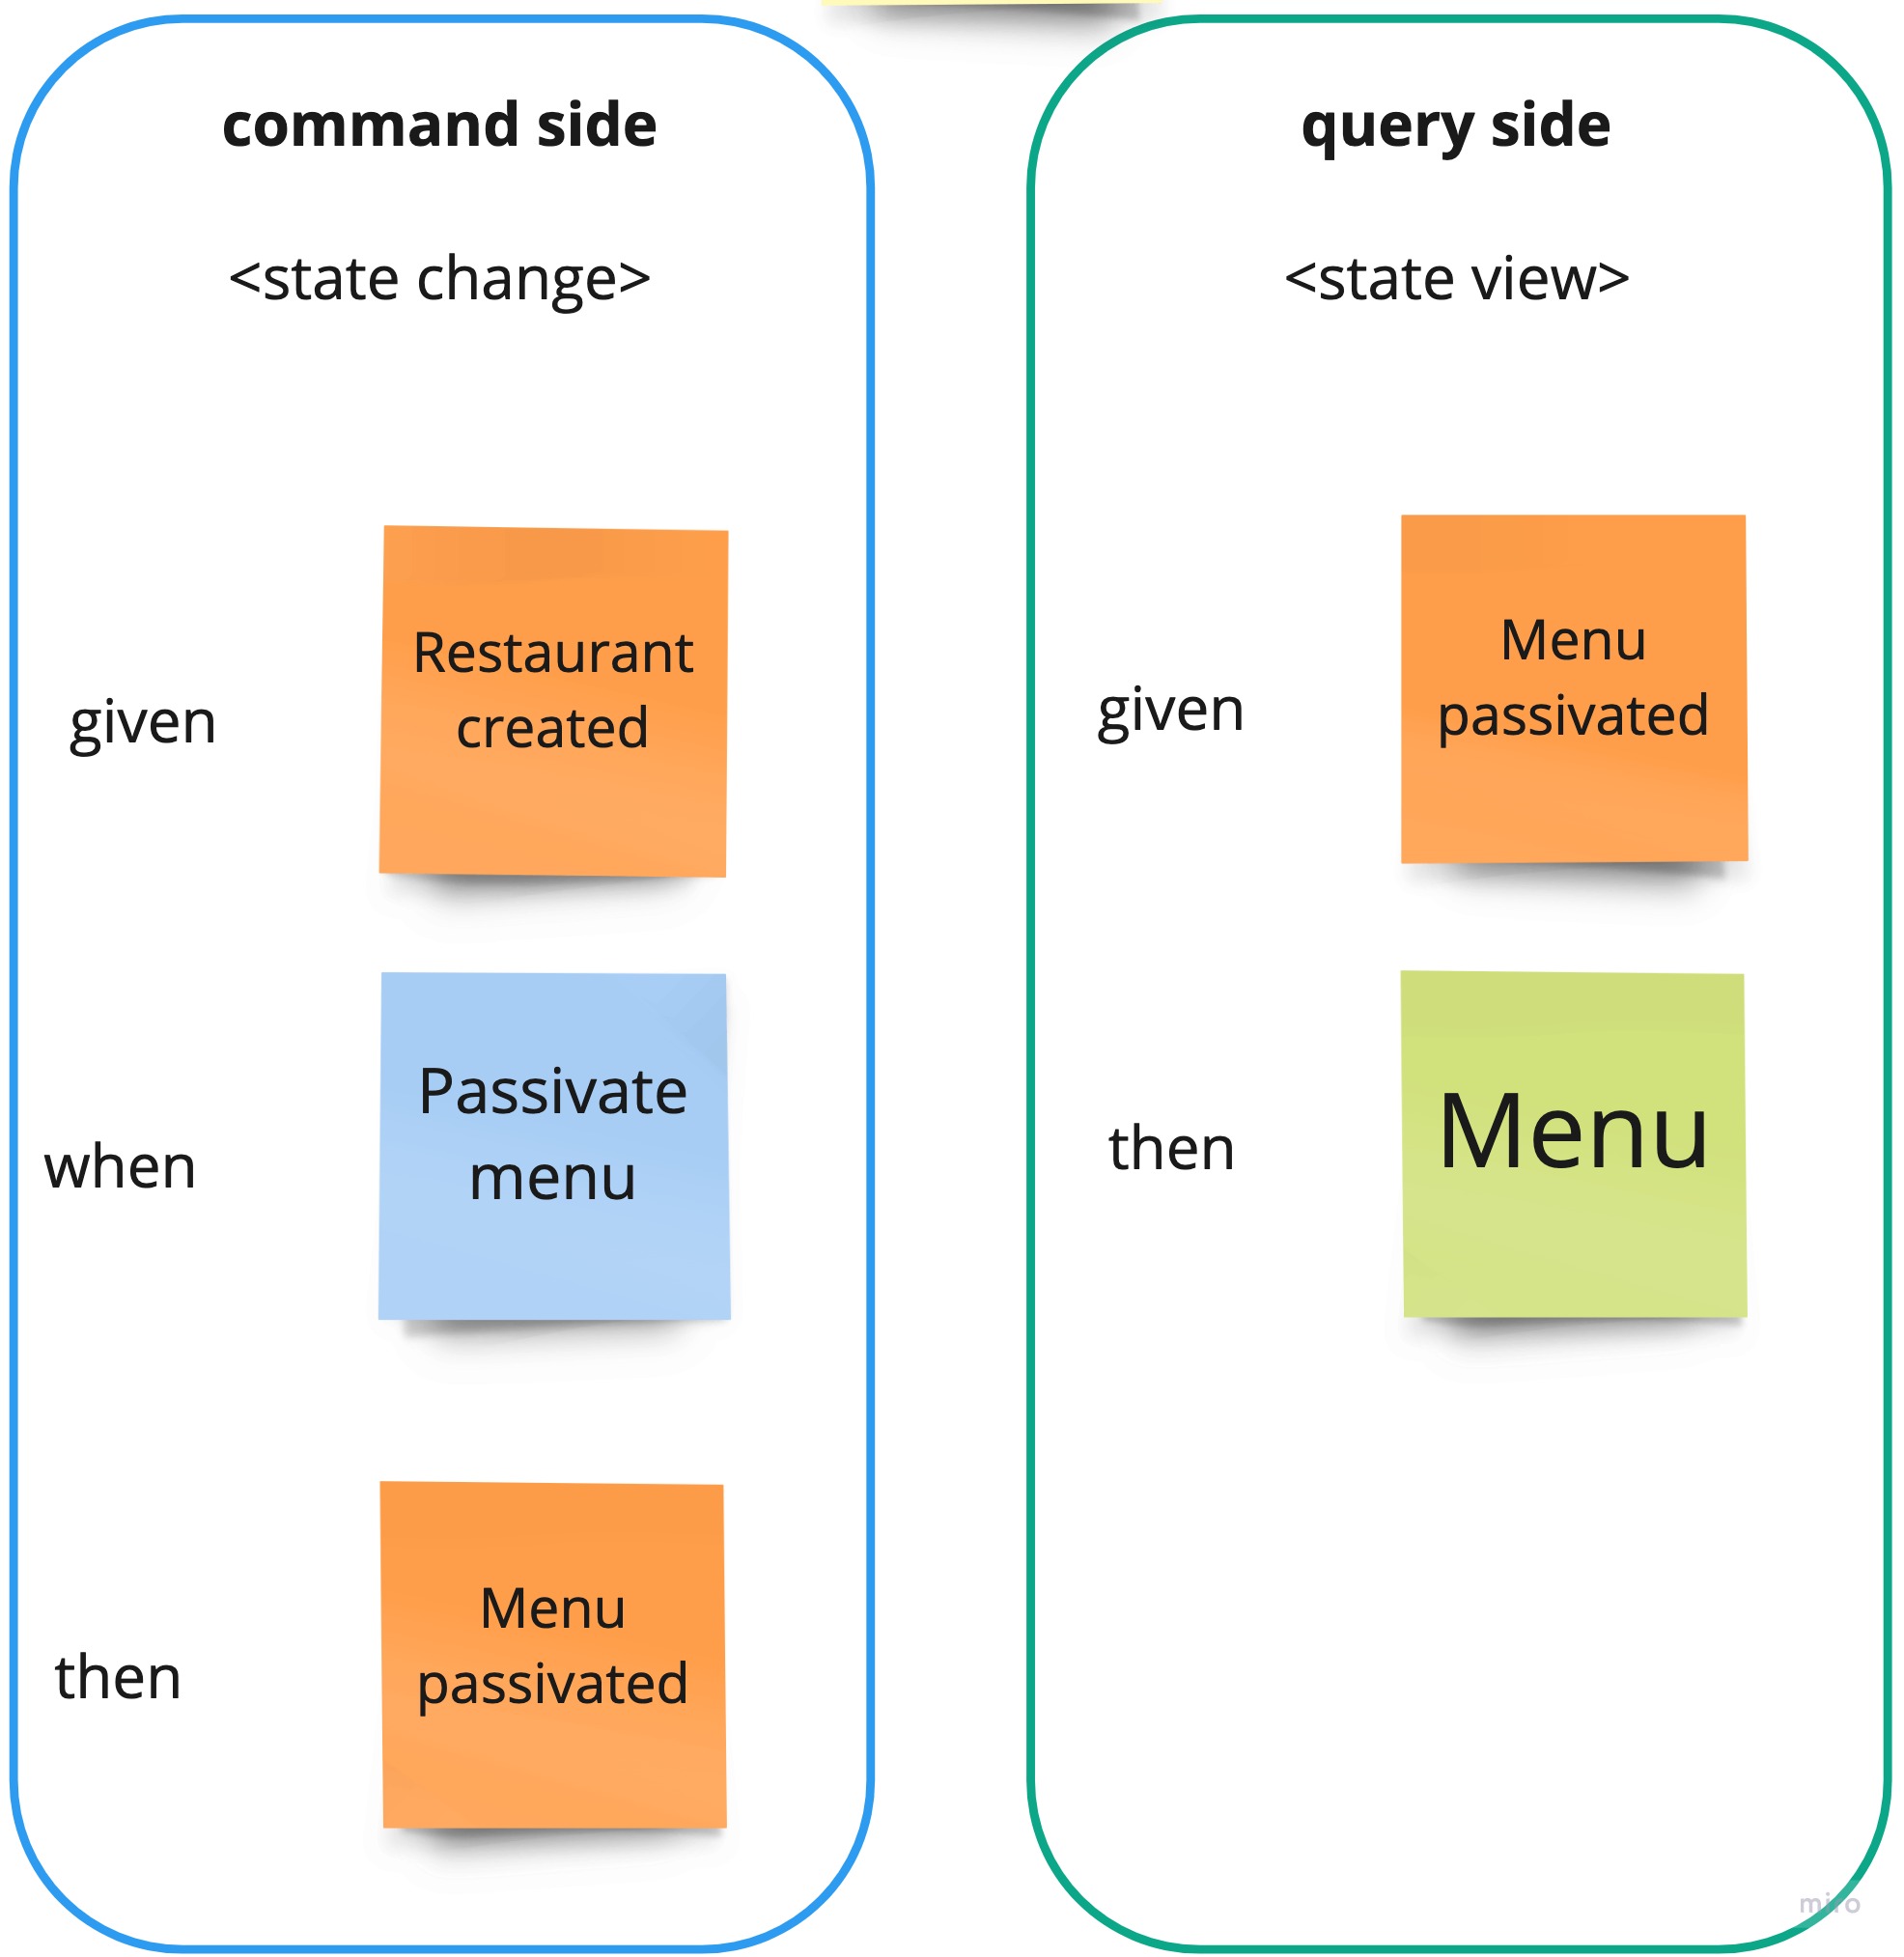 command side
<state change>
given
Restaurant
created
when
Passivate
menu
then
Menu
passivated
query side
<state view>
given
Menu
passivated
then
Menu
miro